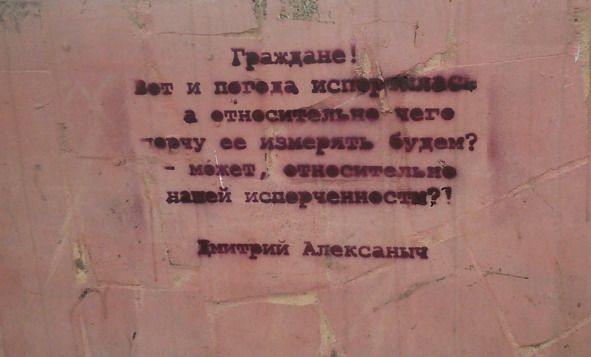 Граждане!
Вот и погода испортилась
а относительно чего
порчу ее измерять будем?
- может, относительно
нашей испорченности?!
Дмитрий Алексаныч